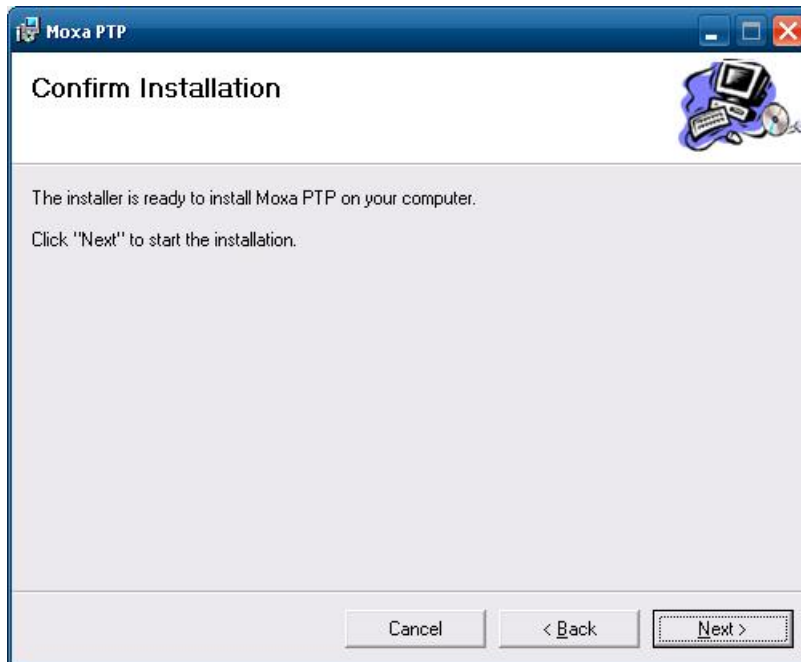 Moxa PTP
Confirm Installation
The installer is ready to install Moxa PTP on your computer.
Click "Next" to start the installation.
Cancel
< Back
Next >